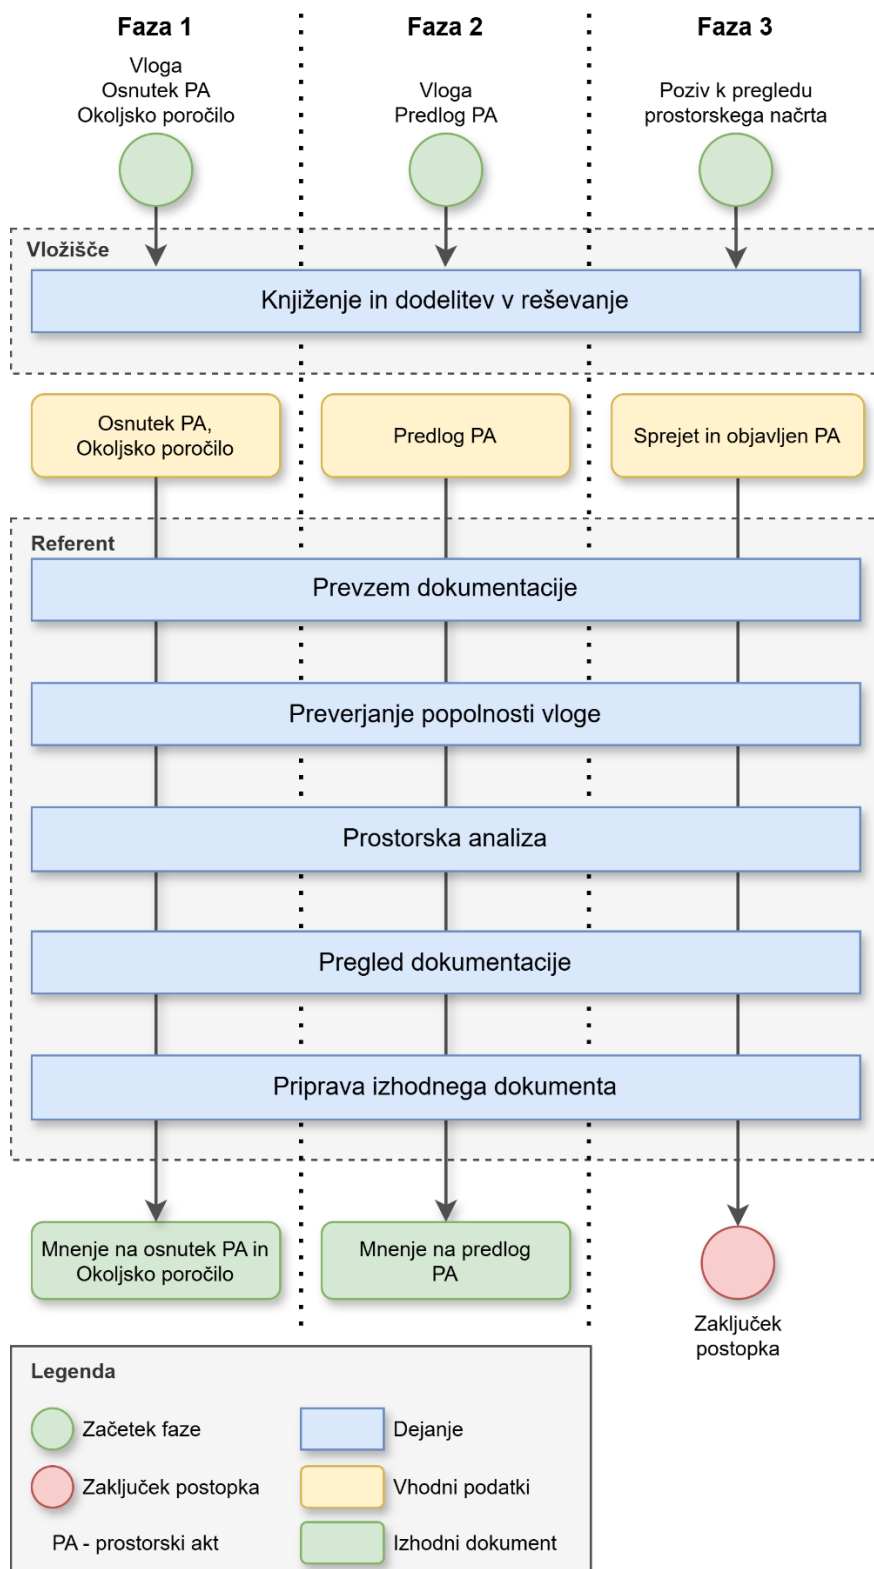 Faza 1
Faza 2
Faza 3
Vloga
Osnutek PA
Okoljsko poročilo
Vloga
Predlog PA
Poziv k pregledu
prostorskega načrta
Vložišče
Knjiženje in dodelitev v reševanje
Osnutek PA,
Okoljsko poročilo
Predlog PA
Sprejet in objavljen PA
Referent
Prevzem dokumentacije
Preverjanje popolnosti vloge
Prostorska analiza
Pregled dokumentacije
Priprava izhodnega dokumenta
Mnenje na osnutek PA in
Okoljsko poročilo
Mnenje na predlog
PA
Zaključek
postopka
Legenda
Začetek faze
Dejanje
Zaključek postopka
Vhodni podatki
PA - prostorski akt
Izhodni dokument